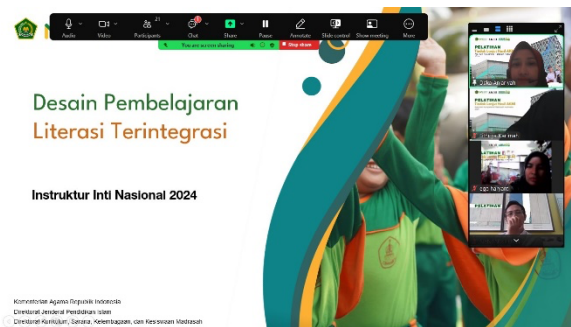 21
Audio
Video
Participants
Chat
Share
Pause
Annotate
Slide control
Show meeting
More
You are screen sharing
Stop share
Desain Pembelajaran
Literasi Terintegrasi
Instruktur Inti Nasional 2024
Kementerian Agama Republik Indonesia
Direktorat Jenderal Pendidikan Islam
Direktorat Kurikulum, Sarana, Kelembagaan, dan Kesiswaan Madrasah
PELATIHAN
PELATIHAN
PELATIHAN
PELATIHAN